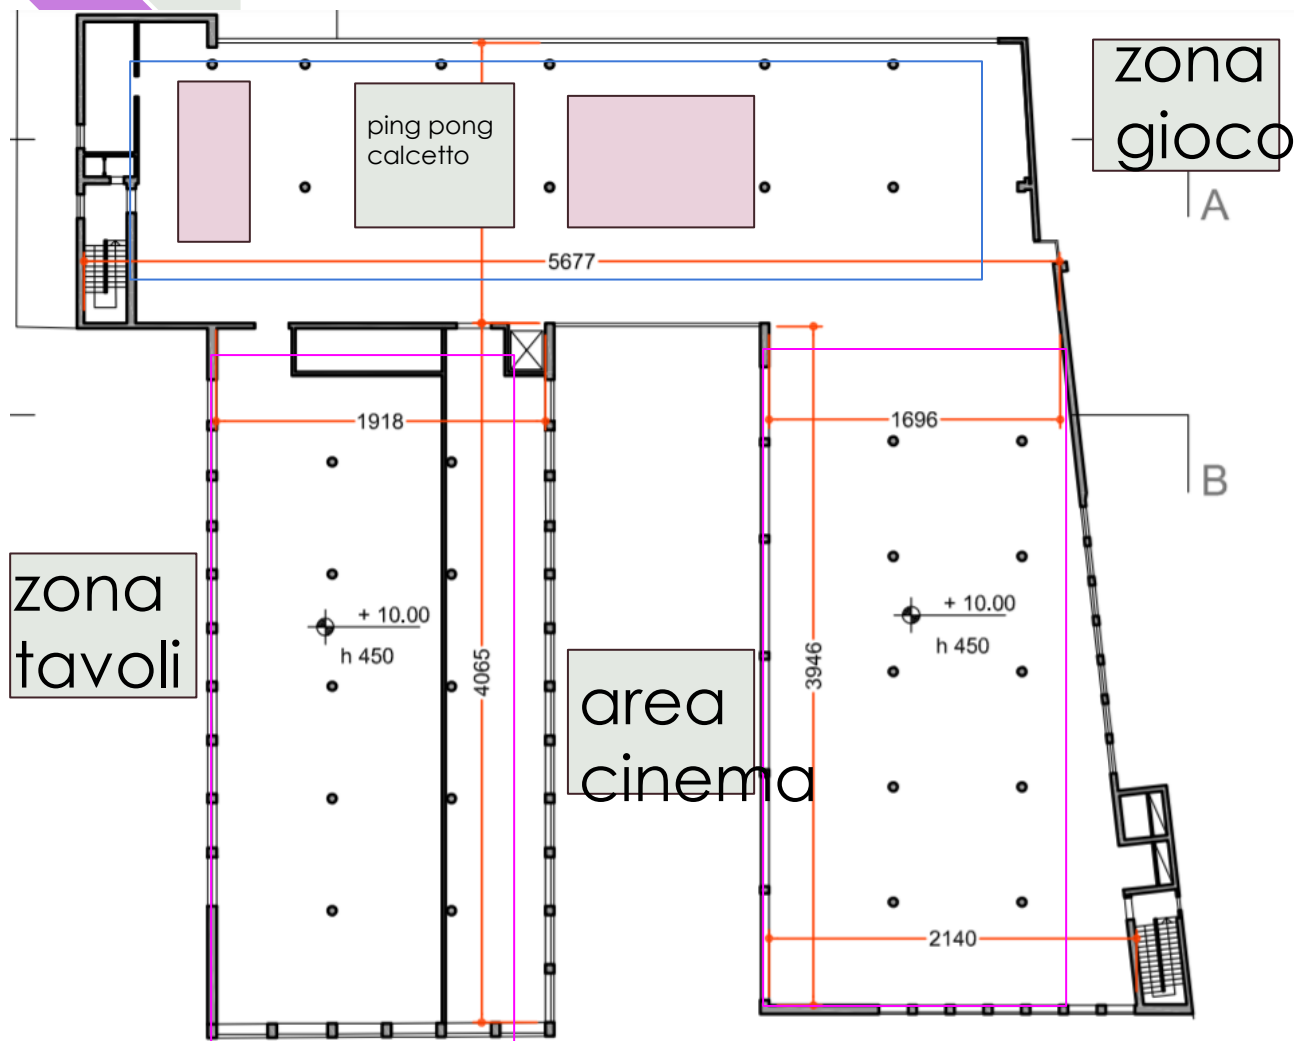 zona
gioco
ping pong
calcetto
A
5677
1918
1696
B
zona
tavoli
+ 10.00
h 450
+ 10.00
h 450
4065
3946
area
cinema
2140